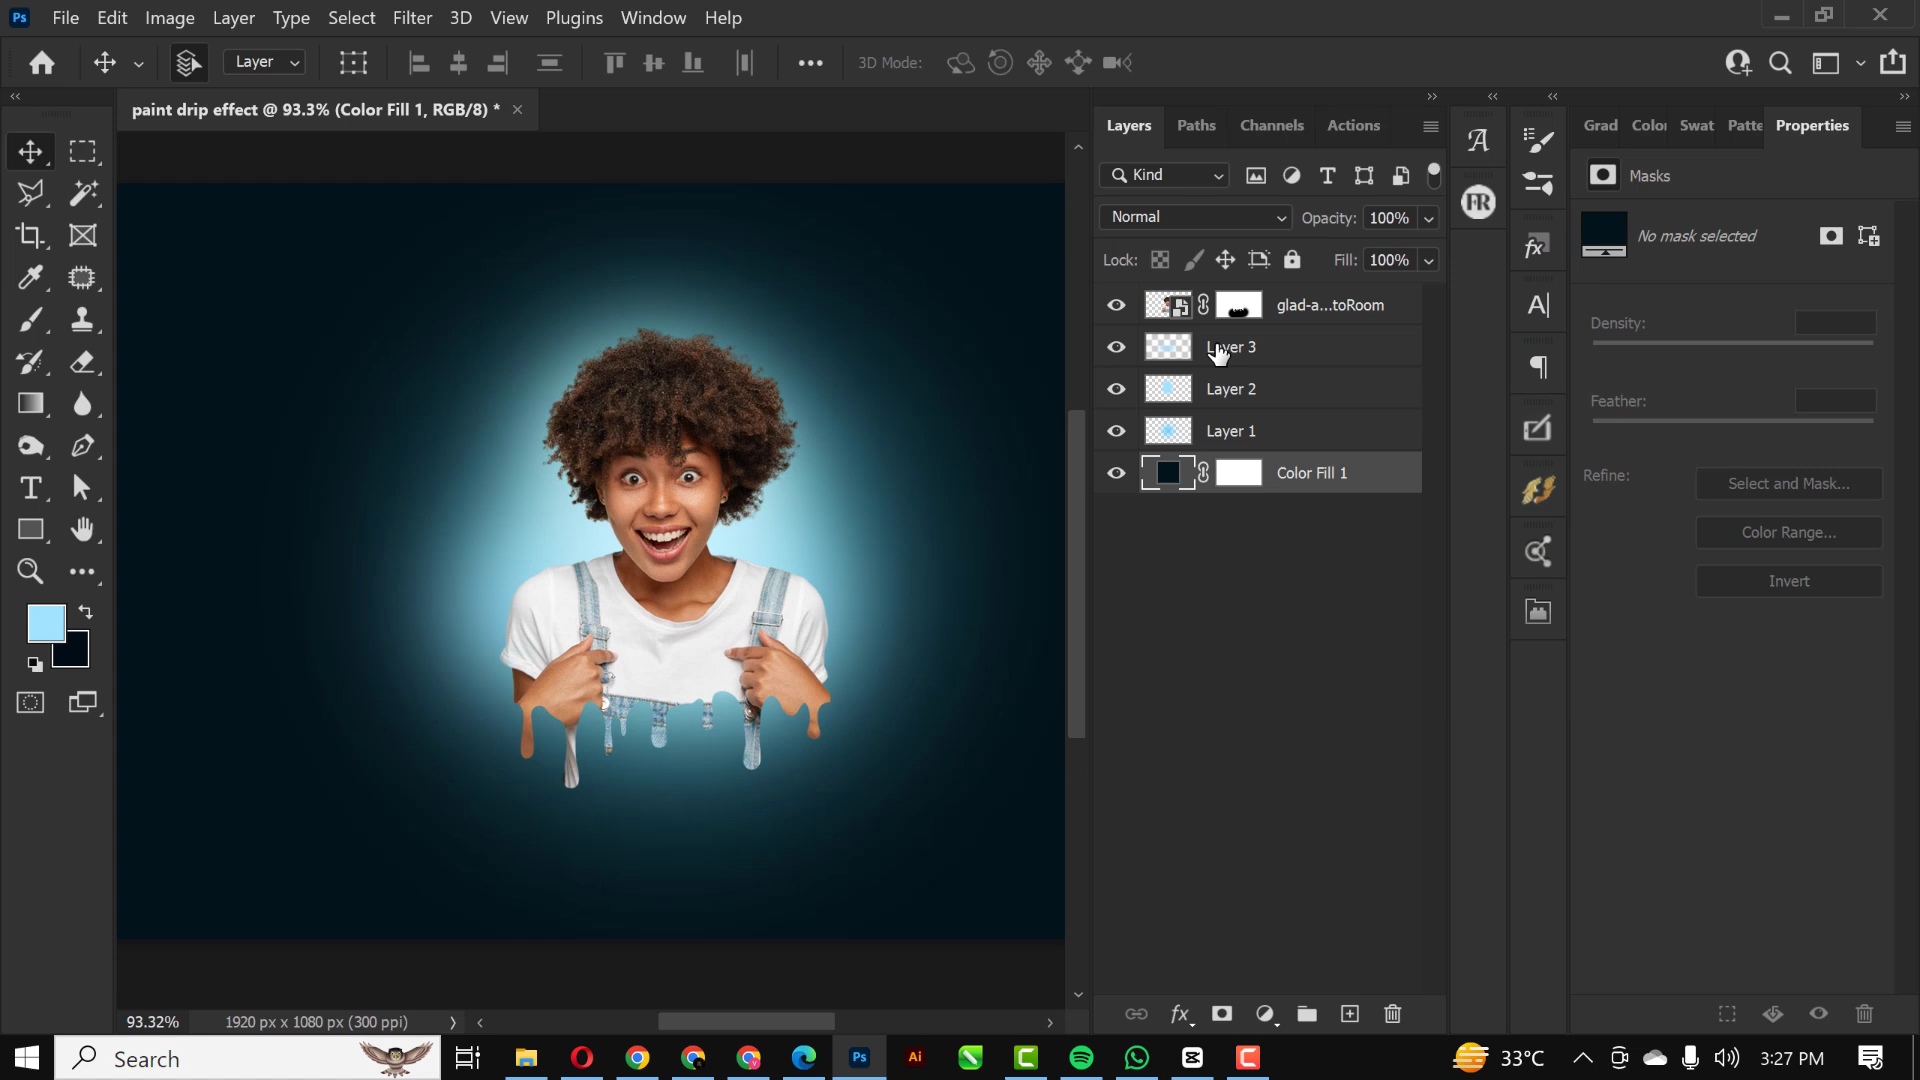 Ps File Edit Image Layer Type Select Filter 3D View Plugins Window Help
Layer 3D Mode:
paint drip effect @ 93.3% (Color Fill 1, RGB/8) *
Layers Paths Channels Actions
Grad Color Swat Patte Properties
Kind
Masks
Normal Opacity: 100%
No mask selected
Lock: Fill: 100%
glad-a...toRoom
Layer 3
Layer 2
Layer 1
Color Fill 1
FR
Density:
Feather:
Refine: Select and Mask...
Color Range...
Invert
93.32% 1920 px x 1080 px (300 ppi)
Search Ps Ai 33°C 3:27 PM